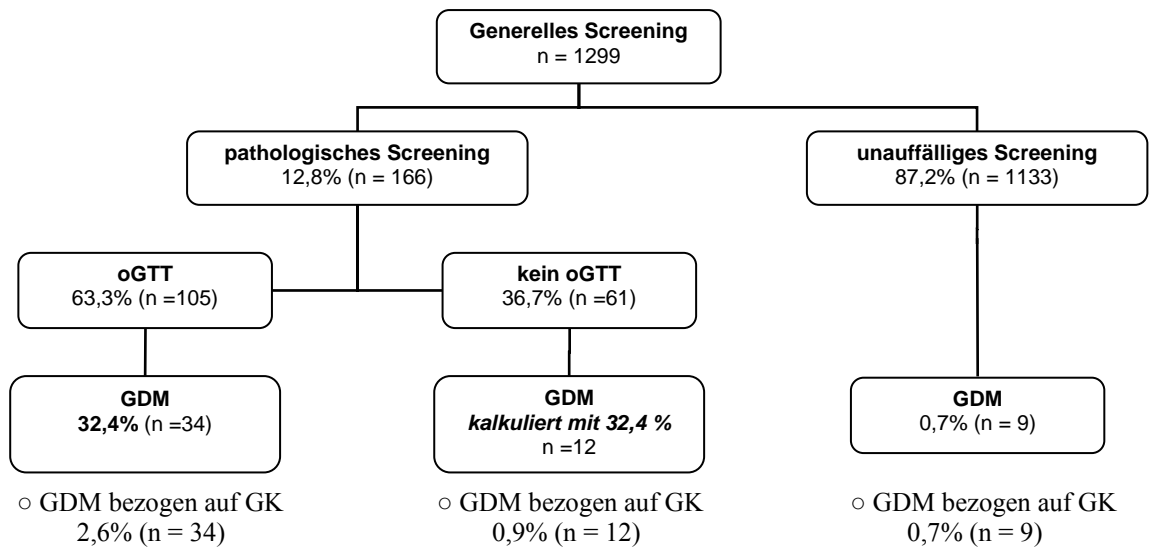 Generelles Screening
n = 1299
pathologisches Screening
12,8% (n = 166)
unauffälliges Screening
87,2% (n = 1133)
oGTT
63,3% (n =105)
kein oGTT
36,7% (n =61)
GDM
32,4% (n =34)
GDM
kalkuliert mit 32,4 %
n =12
GDM
0,7% (n = 9)
○ GDM bezogen auf GK
2,6% (n = 34)
○ GDM bezogen auf GK
0,9% (n = 12)
○ GDM bezogen auf GK
0,7% (n = 9)